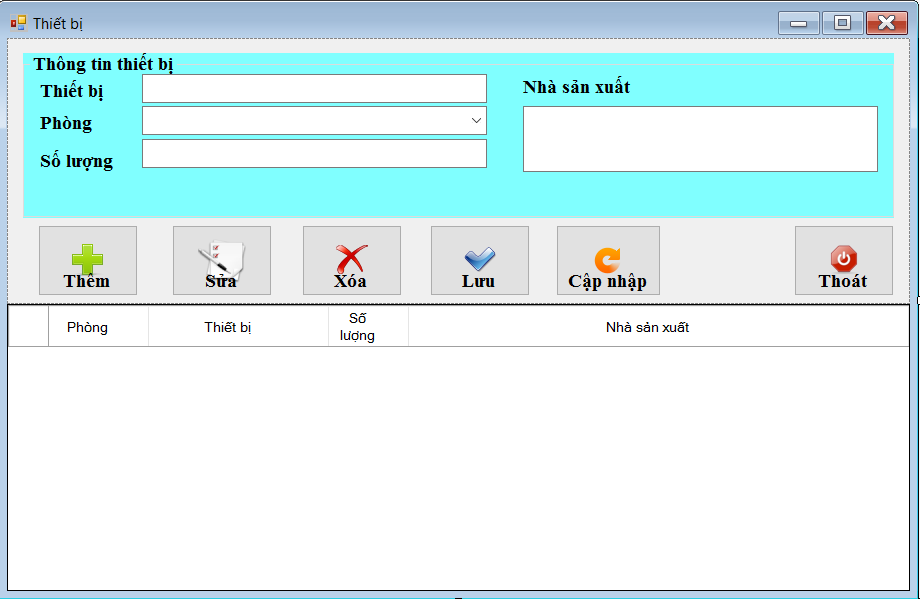 Thiết bị
Thông tin thiết bị
Thiết bị
Phòng
Số lượng
Nhà sản xuất
Thêm
Sửa
Xóa
Lưu
Cập nhập
Thoát
Phòng
Thiết bị
Số
lượng
Nhà sản xuất